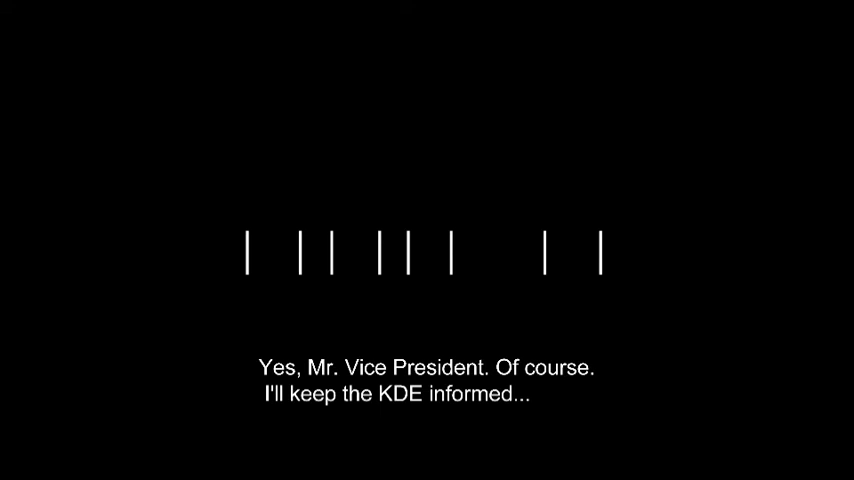 Yes, Mr. Vice President. Of course.
I'll keep the KDE informed...